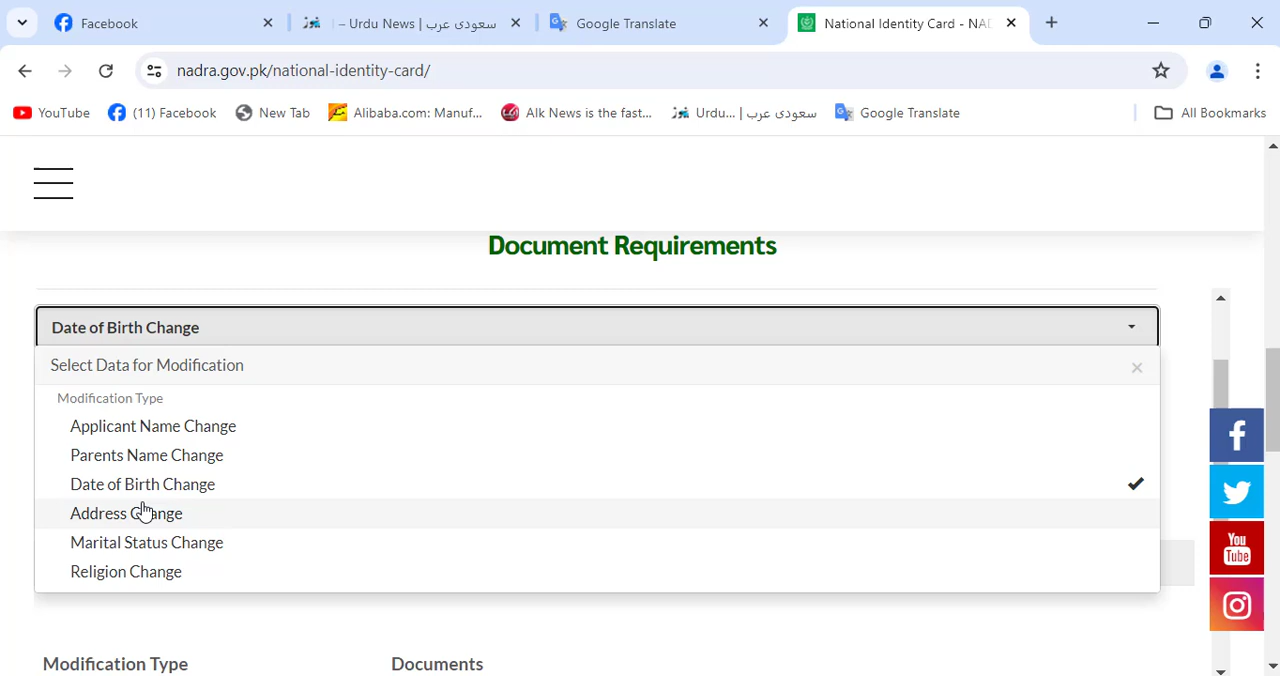 Facebook
– Urdu News | سعودی عرب
Google Translate
National Identity Card - NAD
nadra.gov.pk/national-identity-card/
YouTube
(11) Facebook
New Tab
Alibaba.com: Manuf...
Alk News is the fast...
سعودی عرب | ...Urdu
Google Translate
All Bookmarks
Document Requirements
Date of Birth Change
Select Data for Modification
Modification Type
Applicant Name Change
Parents Name Change
Date of Birth Change
Address Change
Marital Status Change
Religion Change
You
Tube
Modification Type
Documents